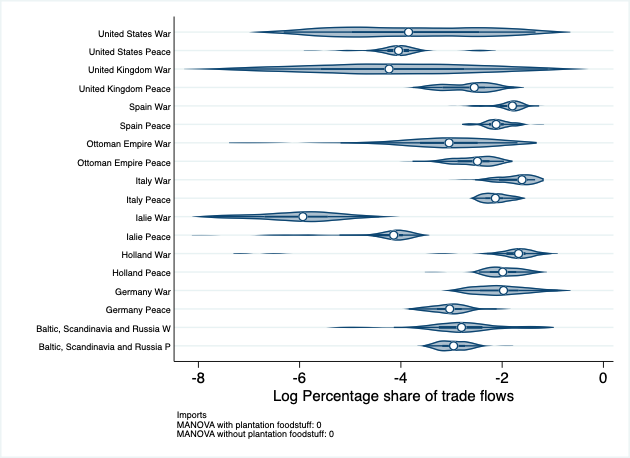 United States War
United States Peace
United Kingdom War
United Kingdom Peace
Spain War
Spain Peace
Ottoman Empire War
Ottoman Empire Peace
Italy War
Italy Peace
Ialie War
Ialie Peace
Holland War
Holland Peace
Germany War
Germany Peace
Baltic, Scandinavia and Russia W
Baltic, Scandinavia and Russia P
-8 -6 -4 -2 0
Log Percentage share of trade flows
Imports
MANOVA with plantation foodstuff: 0
MANOVA without plantation foodstuff: 0